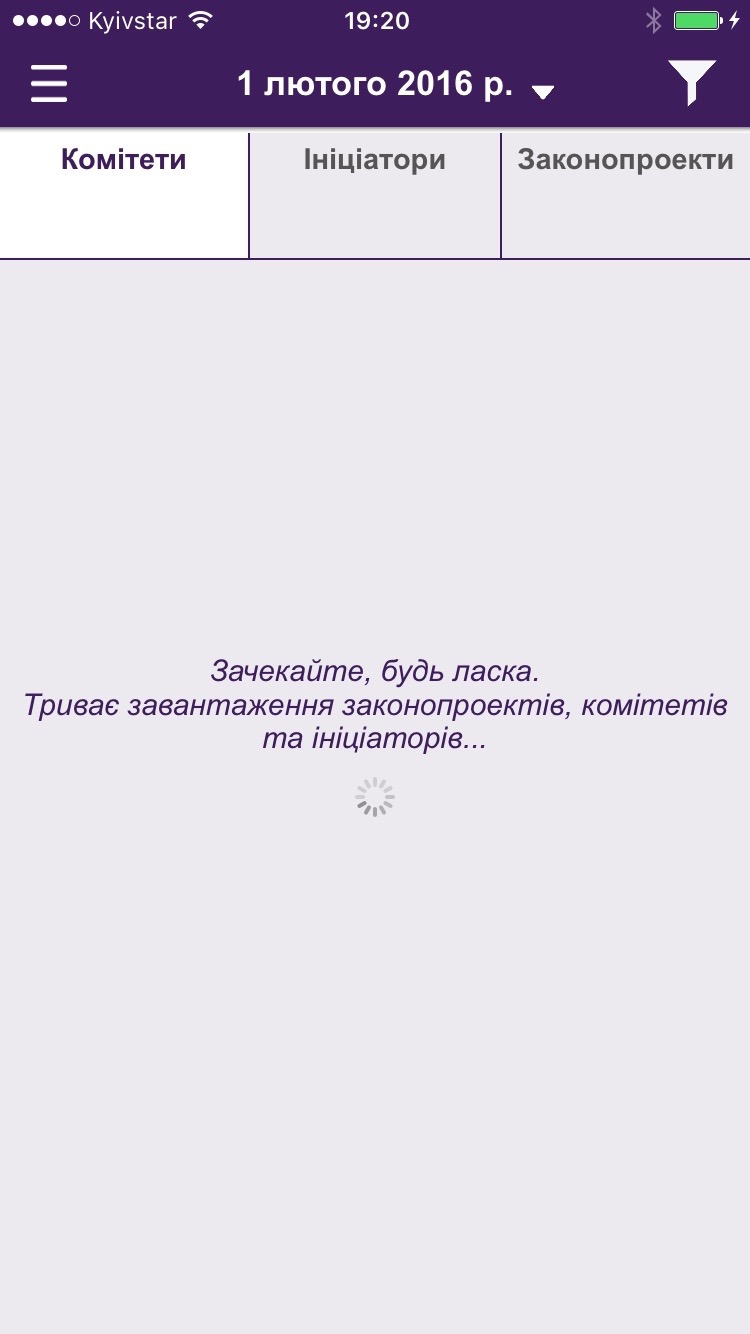 Kyivstar 19:20
1 лютого 2016 р.
Комітети Ініціатори Законопроекти
Зачекайте, будь ласка.
Триває завантаження законопроектів, комітетів
та ініціаторів...